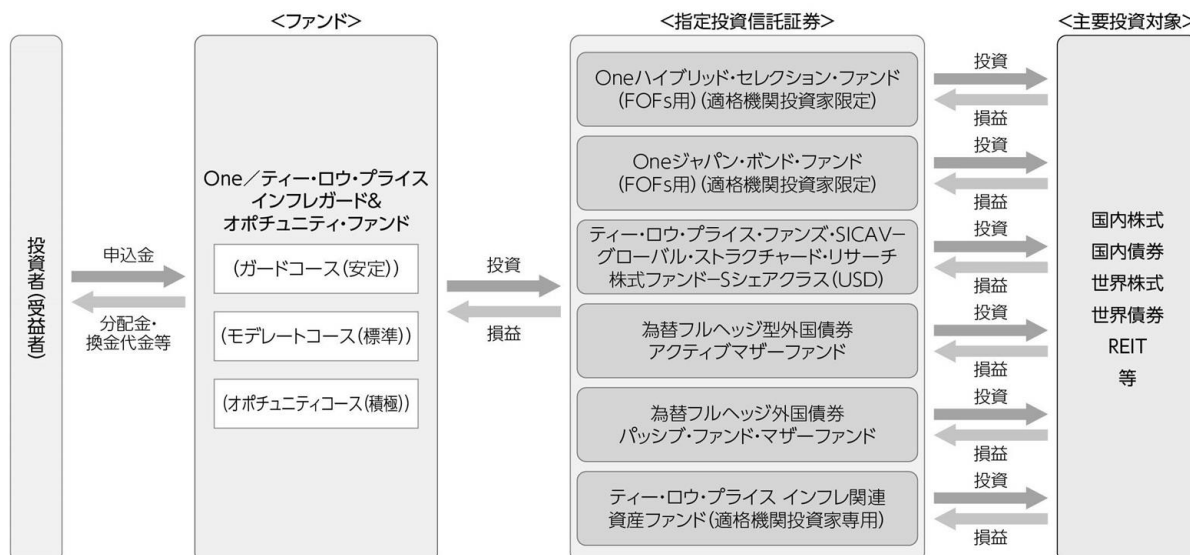 <ファンド>
<指定投資信託証券>
<主要投資対象>
投資者(受益者)
申込金
分配金・
換金代金等
One／ティー・ロウ・プライス
インフレガード&
オポチュニティ・ファンド
(ガードコース(安定))
(モデレートコース(標準))
(オポチュニティコース(積極))
投資
損益
Oneハイブリッド・セレクション・ファンド
(FOFs用)(適格機関投資家限定)
投資
損益
Oneジャパン・ボンド・ファンド
(FOFs用)(適格機関投資家限定)
投資
損益
ティー・ロウ・プライス・ファンズ・SICAV－
グローバル・ストラクチャード・リサーチ
株式ファンド－Sシェアクラス(USD)
投資
損益
為替フルヘッジ型外国債券
アクティブマザーファンド
投資
損益
為替フルヘッジ外国債券
パッシブ・ファンド・マザーファンド
投資
損益
ティー・ロウ・プライス インフレ関連
資産ファンド(適格機関投資家専用)
投資
損益
国内株式
国内債券
世界株式
世界債券
REIT
等